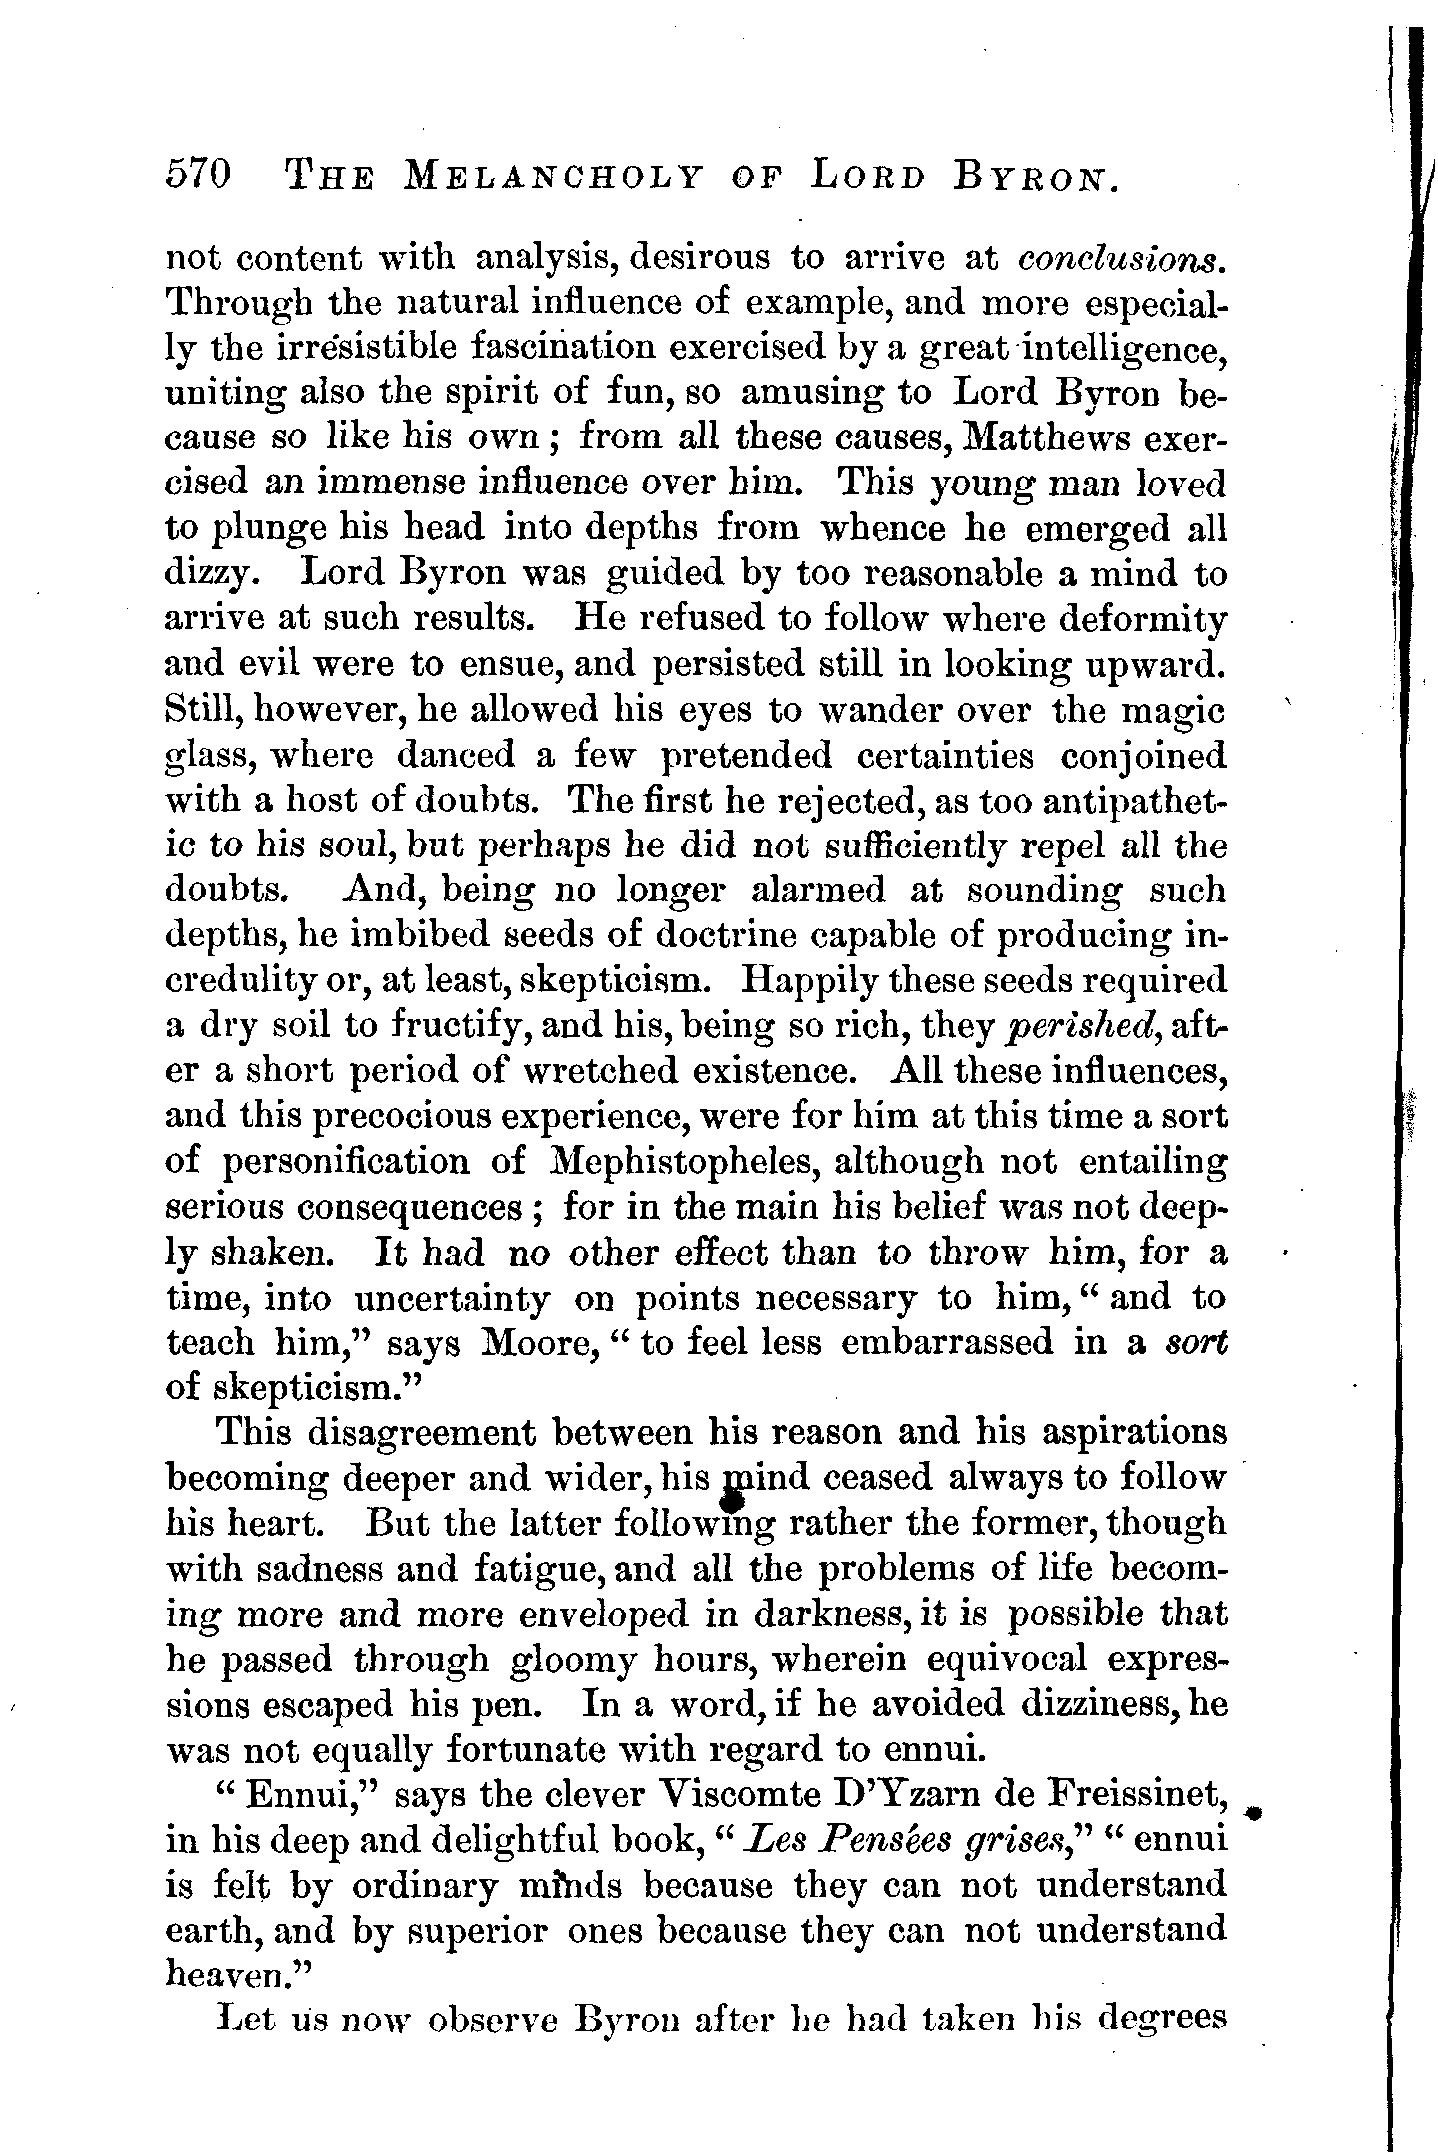 570 THE MELANCHOLY OF LORD BYRON.
not content with analysis, desirous to arrive at conclusions.
Through the natural influence of example, and more especial-
ly the irresistible fascination exercised by a great intelligence,
uniting also the spirit of fun, so amusing to Lord Byron be-
cause so like his own; from all these causes, Matthews exer-
cised an immense influence over him. This young man loved
to plunge his head into depths from whence he emerged all
dizzy. Lord Byron was guided by too reasonable a mind to
arrive at such results. He refused to follow where deformity
and evil were to ensue, and persisted still in looking upward.
Still, however, he allowed his eyes to wander over the magic
glass, where danced a few pretended certainties conjoined
with a host of doubts. The first he rejected, as too antipathet-
ic to his soul, but perhaps he did not sufficiently repel all the
doubts. And, being no longer alarmed at sounding such
depths, he imbibed seeds of doctrine capable of producing in-
credulity or, at least, skepticism. Happily these seeds required
a dry soil to fructify, and his, being so rich, they perished, aft-
er a short period of wretched existence. All these influences,
and this precocious experience, were for him at this time a sort
of personification of Mephistopheles, although not entailing
serious consequences; for in the main his belief was not deep-
ly shaken. It had no other effect than to throw him, for a
time, into uncertainty on points necessary to him, "and to
teach him," says Moore, "to feel less embarrassed in a sort
of skepticism."
This disagreement between his reason and his aspirations
becoming deeper and wider, his mind ceased always to follow
his heart. But the latter following rather the former, though
with sadness and fatigue, and all the problems of life becom-
ing more and more enveloped in darkness, it is possible that
he passed through gloomy hours, wherein equivocal expres-
sions escaped his pen. In a word, if he avoided dizziness, he
was not equally fortunate with regard to ennui.
"Ennui," says the clever Viscomte D'Yzarn de Freissinet,
in his deep and delightful book, "Les Pensées grises," "ennui
is felt by ordinary minds because they can not understand
earth, and by superior ones because they can not understand
heaven."
Let us now observe Byron after he had taken his degrees